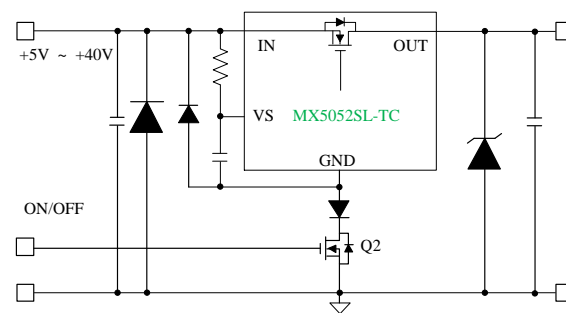 IN
OUT
+5V ~ +40V
VS
MX5052SL-TC
GND
ON/OFF
Q2